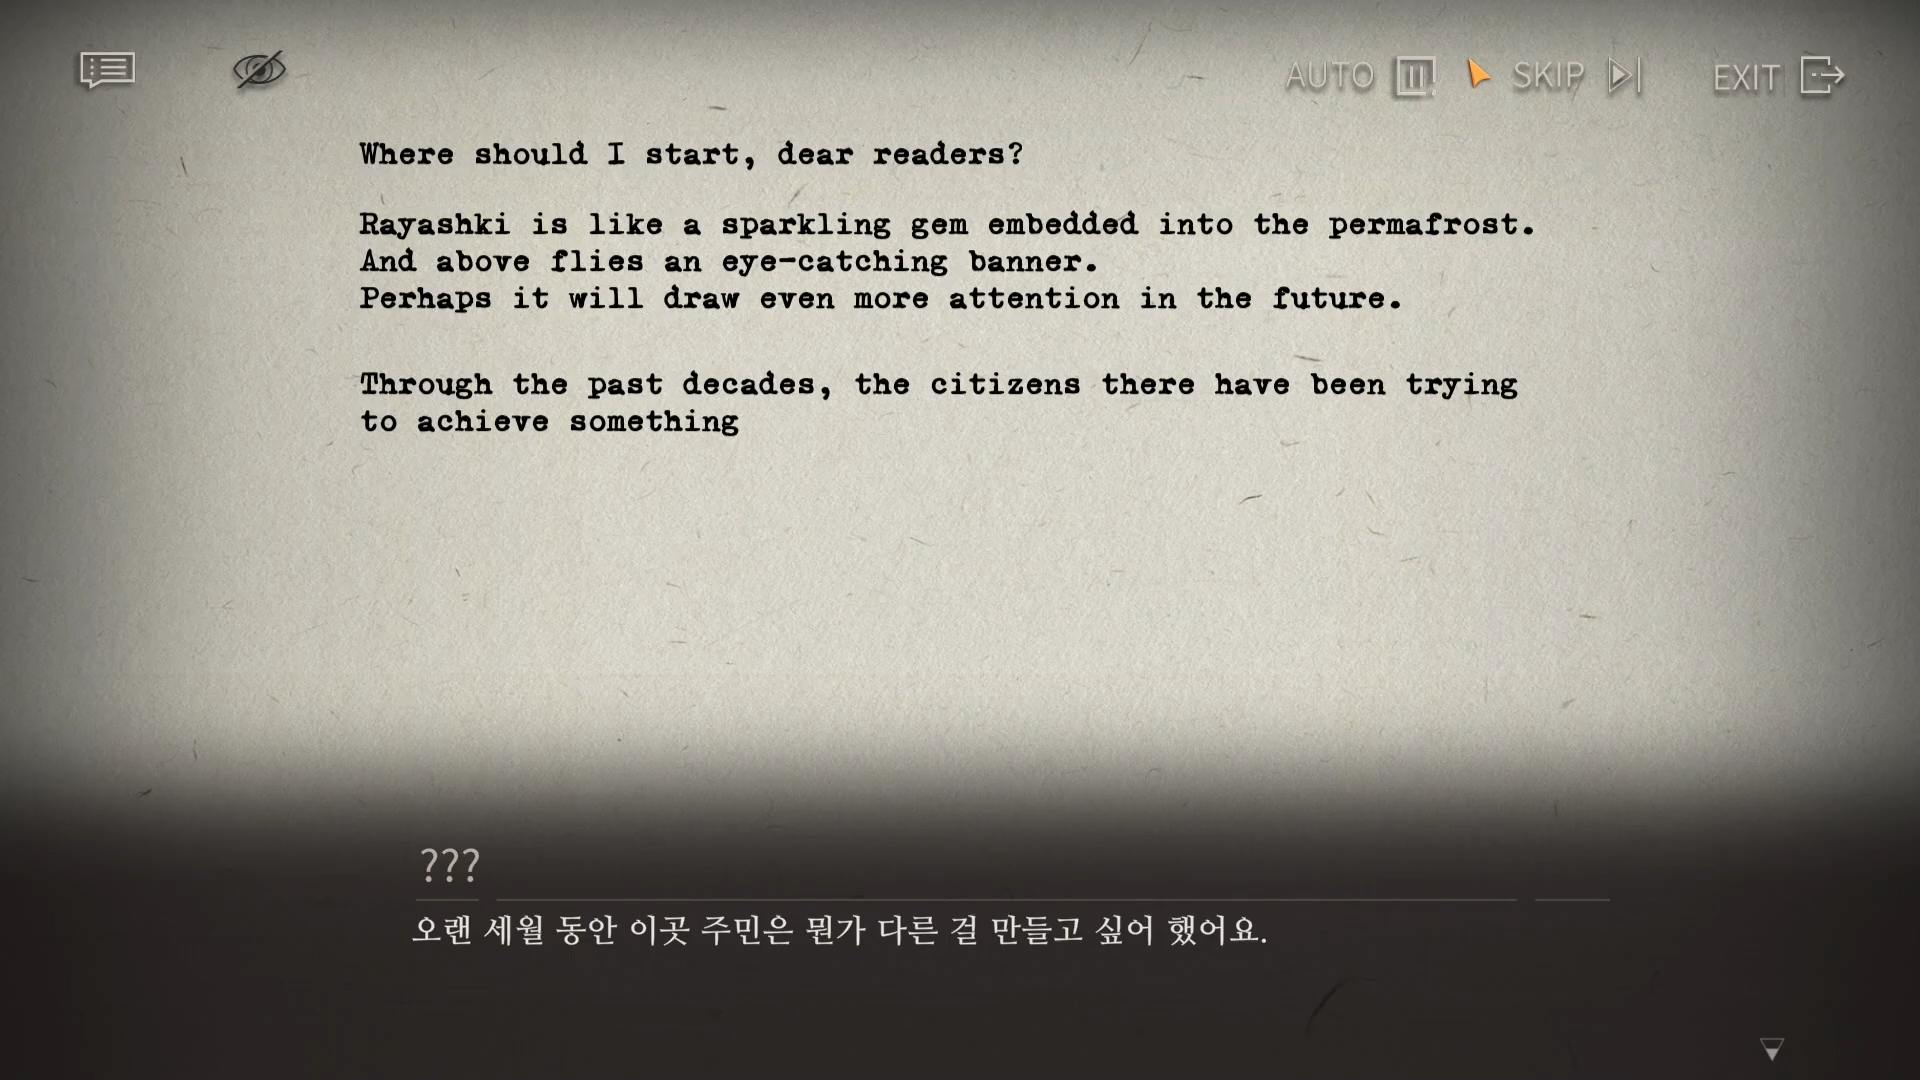 AUTO SKIP EXIT
Where should I start, dear readers?
Rayashki is like a sparkling gem embedded into the permafrost.
And above flies an eye-catching banner.
Perhaps it will draw even more attention in the future.
Through the past decades, the citizens there have been trying
to achieve something
???
오랜 세월 동안 이곳 주민은 뭔가 다른 걸 만들고 싶어 했어요.